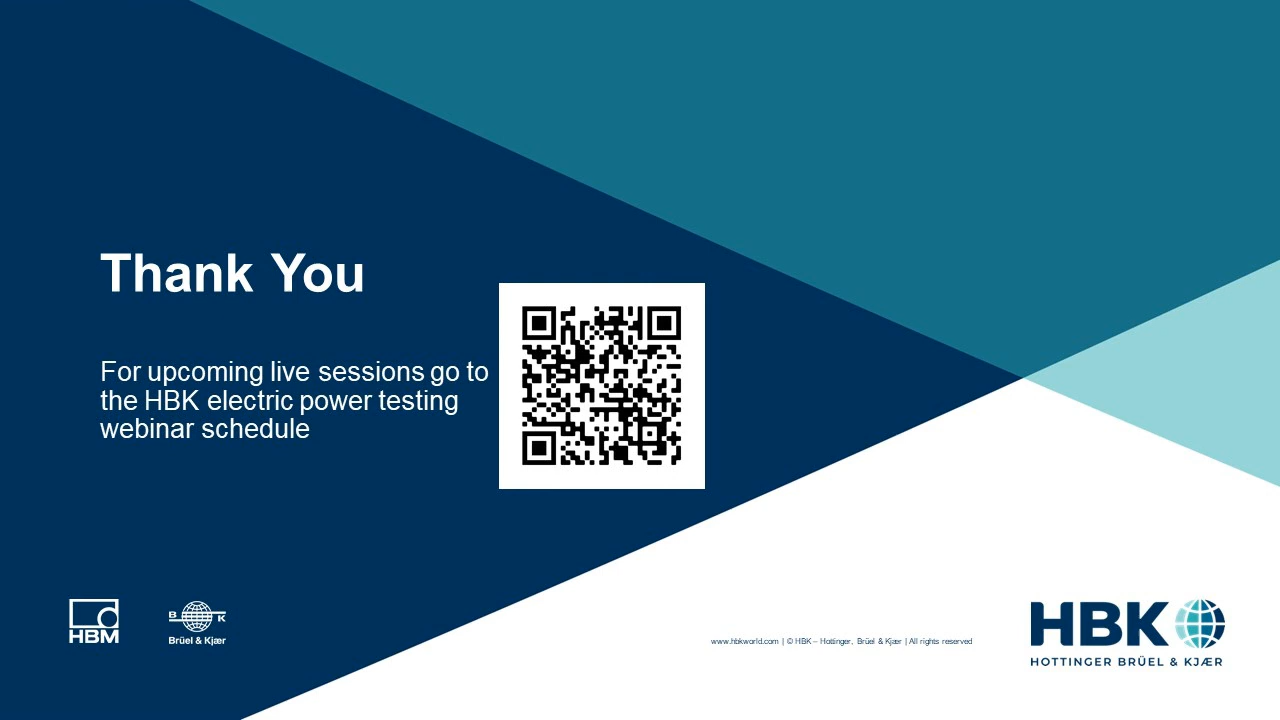 Thank You
For upcoming live sessions go to
the HBK electric power testing
webinar schedule
HBM
B K
Brüel & Kjær
www.hbkworld.com | © HBK – Hottinger, Brüel & Kjær | All rights reserved
HBK
HOTTINGER BRÜEL & KJÆR